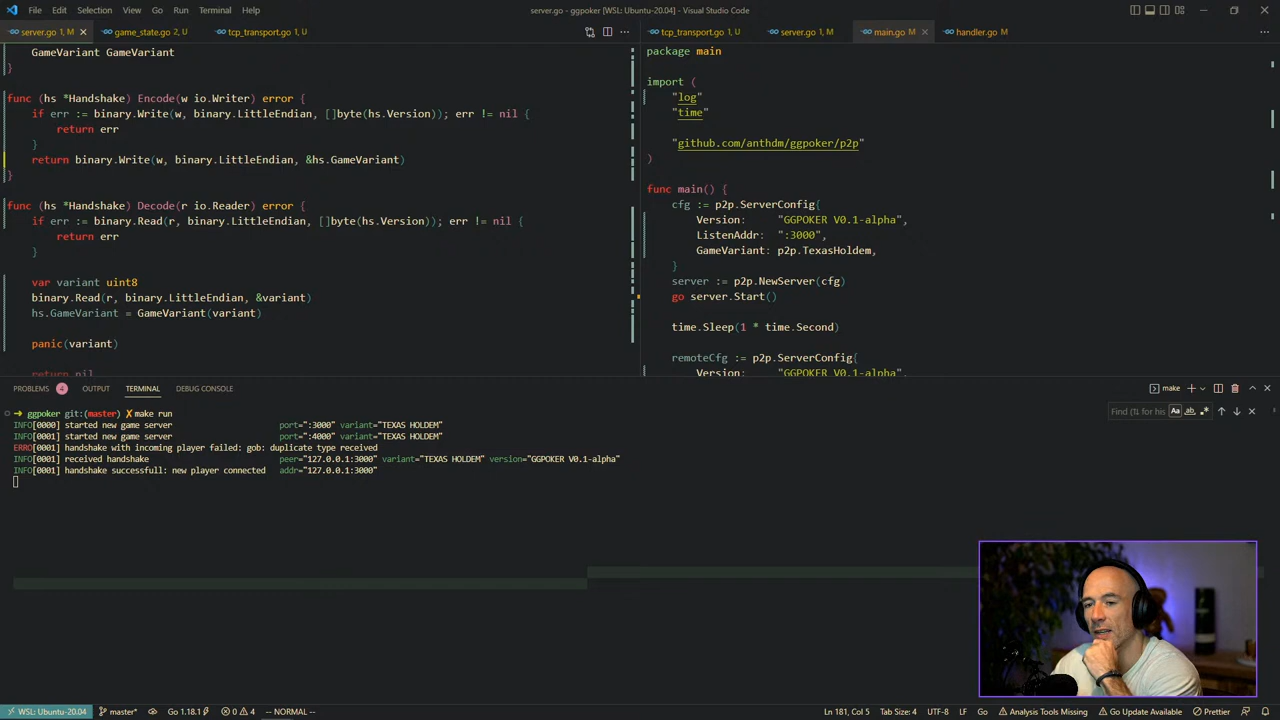 File Edit Selection View Go Run Terminal Help
server.go - ggpoker [WSL: Ubuntu-20.04] - Visual Studio Code
server.go 1, M
game_state.go 2, U
tcp_transport.go 1, U
GameVariant GameVariant
}
func (hs *Handshake) Encode(w io.Writer) error {
if err := binary.Write(w, binary.LittleEndian, []byte(hs.Version)); err != nil {
return err
}
return binary.Write(w, binary.LittleEndian, &hs.GameVariant)
}
func (hs *Handshake) Decode(r io.Reader) error {
if err := binary.Read(r, binary.LittleEndian, []byte(hs.Version)); err != nil {
return err
}
var variant uint8
binary.Read(r, binary.LittleEndian, &variant)
hs.GameVariant = GameVariant(variant)
panic(variant)
return nil
tcp_transport.go 1, U
server.go 1, M
main.go M
handler.go M
package main
import (
"log"
"time"
"github.com/anthdm/ggpoker/p2p"
)
func main() {
cfg := p2p.ServerConfig{
Version: "GGPOKER V0.1-alpha",
ListenAddr: ":3000",
GameVariant: p2p.TexasHoldem,
}
server := p2p.NewServer(cfg)
go server.Start()
time.Sleep(1 * time.Second)
remoteCfg := p2p.ServerConfig{
Version: "GGPOKER V0.1-alpha",
PROBLEMS 4 OUTPUT TERMINAL DEBUG CONSOLE
make
Find (⇅ for his Aa ab .*
➜ ggpoker git:(master) ✗ make run
INFO[0000] started new game server port=":3000" variant="TEXAS HOLDEM"
INFO[0001] started new game server port=":4000" variant="TEXAS HOLDEM"
ERRO[0001] handshake with incoming player failed: gob: duplicate type received
INFO[0001] received handshake peer="127.0.0.1:3000" variant="TEXAS HOLDEM" version="GGPOKER V0.1-alpha"
INFO[0001] handshake successful: new player connected addr="127.0.0.1:3000"
WSL: Ubuntu-20.04 master* Go 1.18.1 0 4 -- NORMAL -- Ln 181, Col 5 Tab Size: 4 UTF-8 LF Go Analysis Tools Missing Go Update Available Prettier